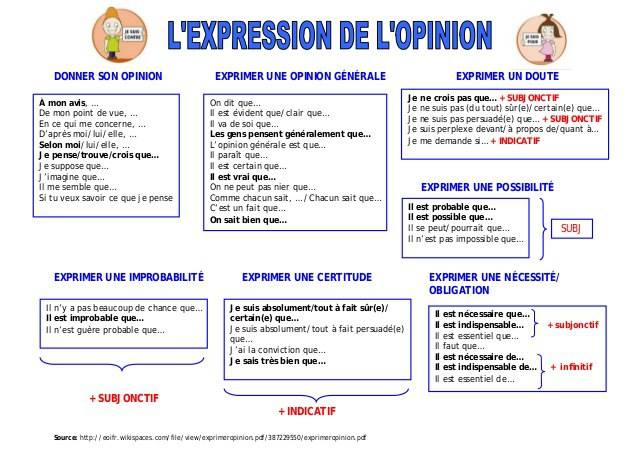 JE SUIS CONTRE
L'EXPRESSION DE L'OPINION
JE SUIS POUR
DONNER SON OPINION
À mon avis, ...
De mon point de vue, ...
En ce qui me concerne, ...
D'après moi/ lui/ elle, ...
Selon moi/ lui/ elle, ...
Je pense/trouve/crois que...
Je suppose que...
J'imagine que...
Il me semble que...
Si tu veux savoir ce que je pense
EXPRIMER UNE OPINION GÉNÉRALE
On dit que...
Il est évident que/ clair que...
Il va de soi que...
Les gens pensent généralement que...
L'opinion générale est que...
Il paraît que...
Il est certain que...
Il est vrai que...
On ne peut pas nier que...
Comme chacun sait, .../ Chacun sait que...
C'est un fait que...
On sait bien que...
EXPRIMER UN DOUTE
Je ne crois pas que... + SUBJONCTIF
Je ne suis pas (du tout) sûr(e)/ certain(e) que...
Je ne suis pas persuadé(e) que... + SUBJONCTIF
Je suis perplexe devant/ à propos de/quant à...
Je me demande si... + INDICATIF
EXPRIMER UNE POSSIBILITÉ
Il est probable que...
Il est possible que...
Il se peut/ pourrait que...
Il n'est pas impossible que...
SUBJ
EXPRIMER UNE IMPROBABILITÉ
Il n'y a pas beaucoup de chance que...
Il est improbable que...
Il n'est guère probable que...
+ SUBJONCTIF
EXPRIMER UNE CERTITUDE
Je suis absolument/tout à fait sûr(e)/
certain(e) que...
Je suis absolument/ tout à fait persuadé(e)
que...
J'ai la conviction que...
Je sais très bien que...
+ INDICATIF
EXPRIMER UNE NÉCESSITÉ/
OBLIGATION
Il est nécessaire que...
Il est indispensable...
Il est essentiel que...
Il faut que...
+ subjonctif
Il est nécessaire de...
Il est indispensable de...
Il est essentiel de...
+ infinitif
Source: http://eoifr.wikispaces.com/file/view/exprimeropinion.pdf/387229550/exprimeropinion.pdf